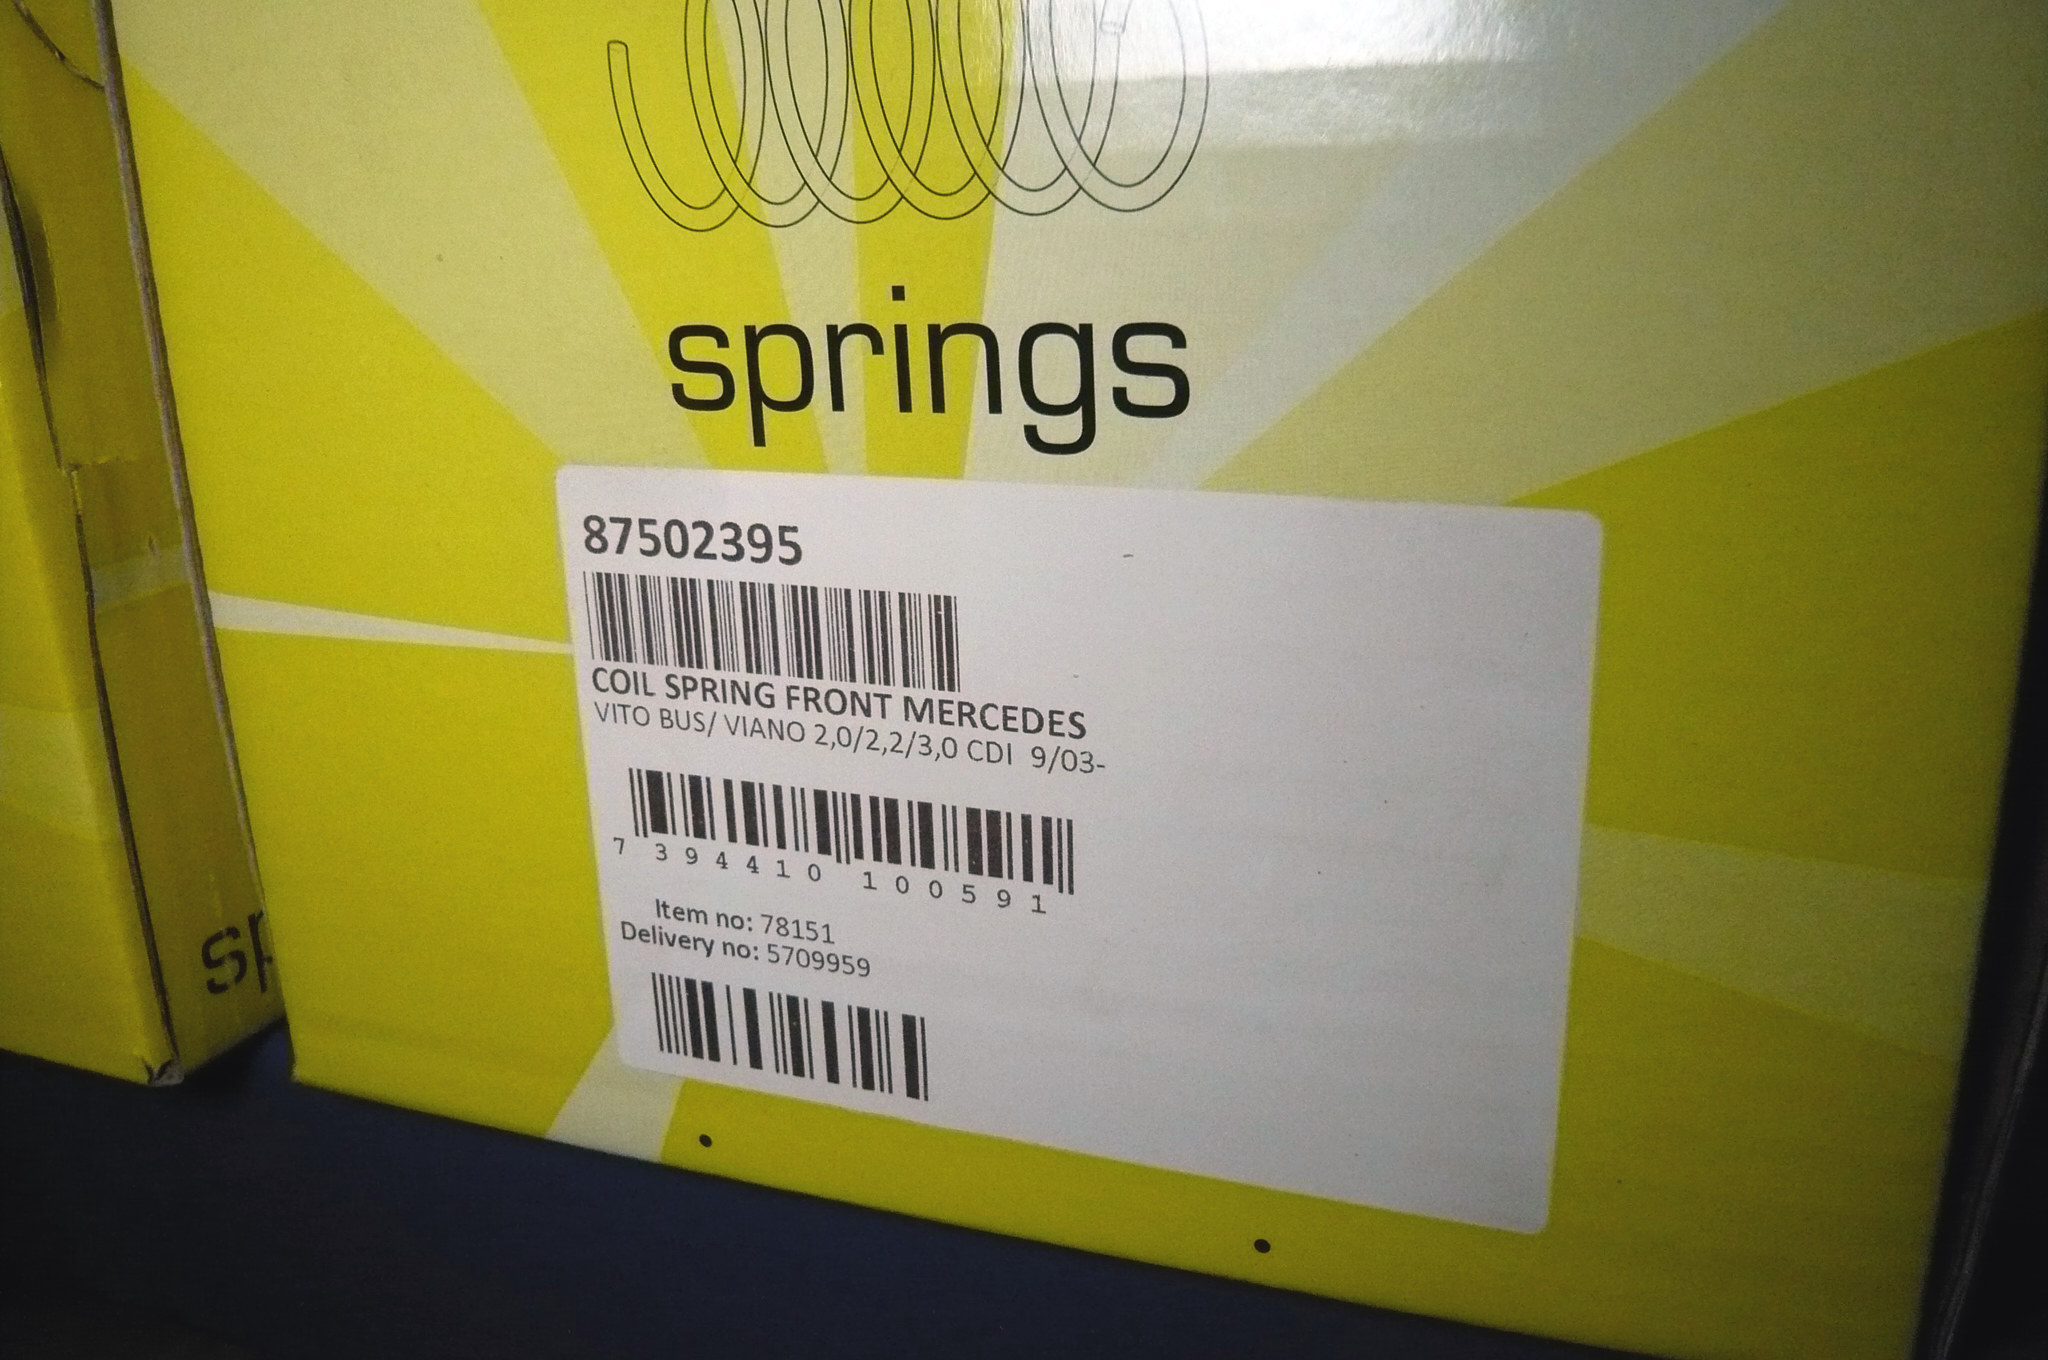 springs
87502395
COIL SPRING FRONT MERCEDES
VITO BUS/ VIANO 2,0/2,2/3,0 CDI 9/03-
7 394410 100591
Item no: 78151
Delivery no: 5709959
sp